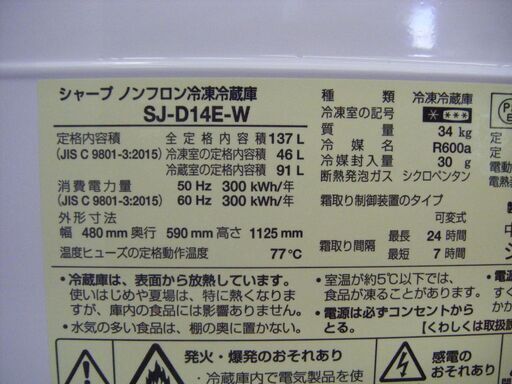 シャープ ノンフロン冷凍冷蔵庫
SJ-D14E-W
定格内容積 全定格内容積 137 L
(JIS C 9801-3:2015) 冷凍室の定格内容積 46 L
冷蔵室の定格内容積 91 L
消費電力量 50 Hz 300 kWh/年
(JIS C 9801-3:2015) 60 Hz 300 kWh/年
外形寸法
幅 480 mm 奥行 590 mm 高さ 1125 mm
温度ヒューズの定格動作温度 77℃
種類 冷凍冷蔵庫
冷凍室の記号
質量 34 kg
冷媒 R600a
冷媒封入量 30 g
断熱発泡ガス シクロペンタン
霜取り制御装置のタイプ
可変式
霜取り間隔 最長 24 時間
最短 7 時間
定
定
電動
電熱
•冷蔵庫は、表面から放熱しています。
使いはじめや夏場は、特に熱くなりま
すが、庫内の食品には影響ありません。
•水気の多い食品は、棚の奥に置かない。
•室温が約5℃以下では、
食品が凍ることがあります。
•電源は必ずコンセントから
とる。 【くわしくは取扱説
•電源
すぐ
だ
発火・爆発のおそれあり
•冷蔵庫内で電気製品を使
感電の
おそれあり